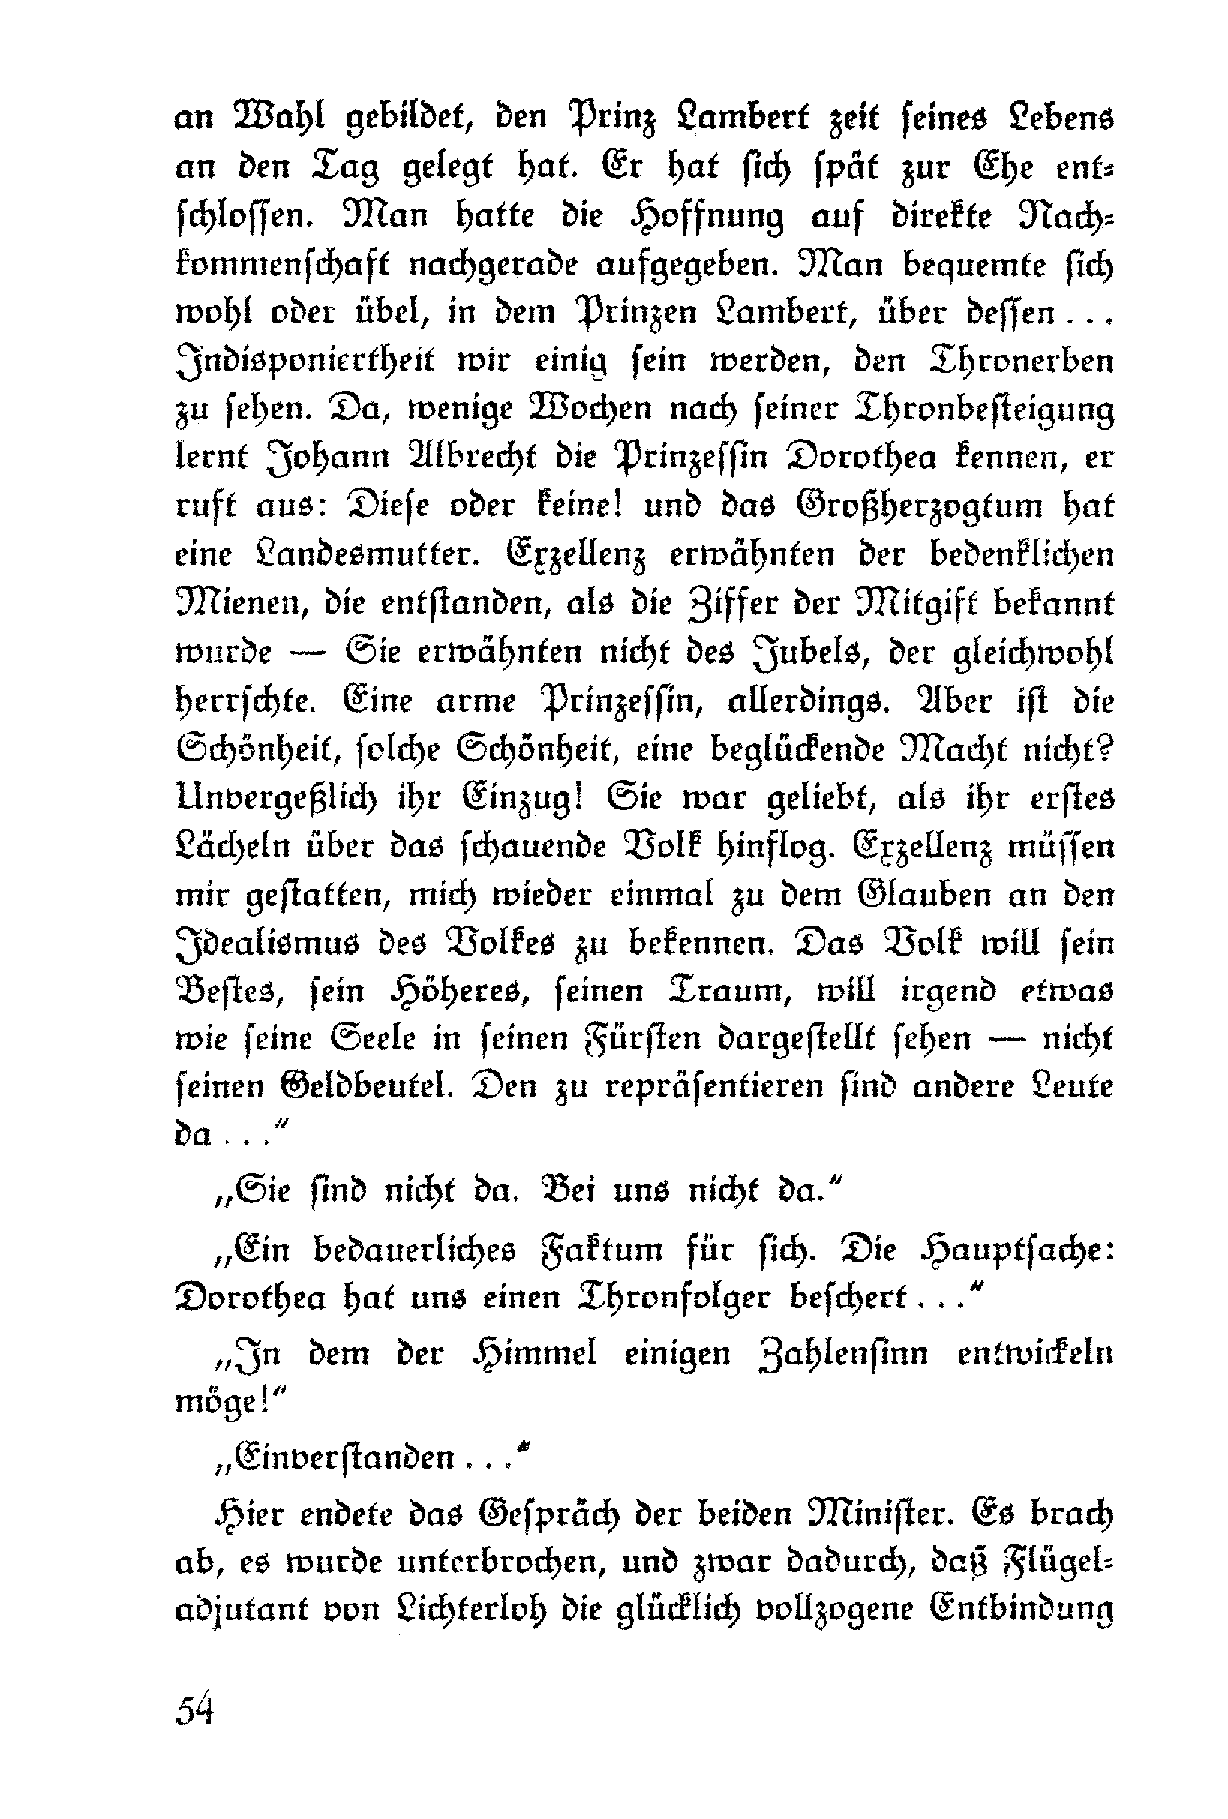 an Wahl gebildet, den Prinz Lambert zeit seines Lebens
an den Tag gelegt hat. Er hat sich spät zur Ehe ent-
schlossen. Man hatte die Hoffnung auf direkte Nach-
kommenschaft nachgerade aufgegeben. Man bequemte sich
wohl oder übel, in dem Prinzen Lambert, über dessen . . .
Indisponiertheit wir einig sein werden, den Thronerben
zu sehen. Da, wenige Wochen nach seiner Thronbesteigung
lernt Johann Albrecht die Prinzessin Dorothea kennen, er
ruft aus: Diese oder keine! und das Großherzogtum hat
eine Landesmutter. Exzellenz erwähnten der bedenklichen
Mienen, die entstanden, als die Ziffer der Mitgift bekannt
wurde — Sie erwähnten nicht des Jubels, der gleichwohl
herrschte. Eine arme Prinzessin, allerdings. Aber ist die
Schönheit, solche Schönheit, eine beglückende Macht nicht?
Unvergeßlich ihr Einzug! Sie war geliebt, als ihr erstes
Lächeln über das schauende Volk hinflog. Exzellenz müssen
mir gestatten, mich wieder einmal zu dem Glauben an den
Idealismus des Volkes zu bekennen. Das Volk will sein
Bestes, sein Höheres, seinen Traum, will irgend etwas
wie seine Seele in seinen Fürsten dargestellt sehen — nicht
seinen Geldbeutel. Den zu repräsentieren sind andere Leute
da . . .“
„Sie sind nicht da. Bei uns nicht da.“
„Ein bedauerliches Faktum für sich. Die Hauptsache:
Dorothea hat uns einen Thronfolger beschert . . .“
„In dem der Himmel einigen Zahlensinn entwickeln
möge!“
„Einverstanden . . .“
Hier endete das Gespräch der beiden Minister. Es brach
ab, es wurde unterbrochen, und zwar dadurch, daß Flügel-
adjutant von Lichterloh die glücklich vollzogene Entbindung
54